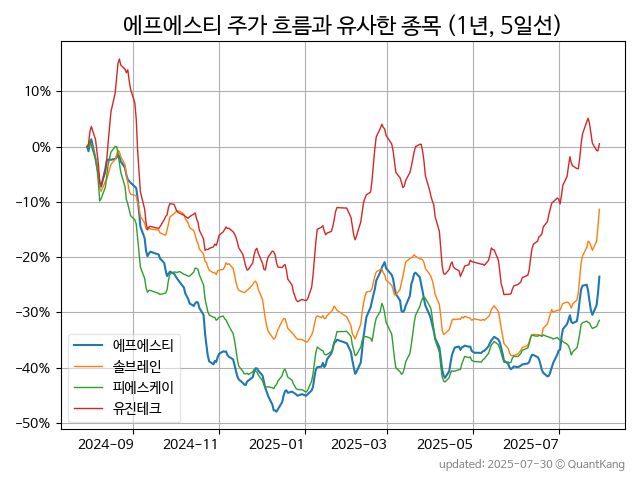 에프에스티 주가 흐름과 유사한 종목 (1년, 5일선)
10%
0%
−10%
−20%
−30%
−40%
−50%
에프에스티
솔브레인
피에스케이
유진테크
2024−09
2024−11
2025−01
2025−03
2025−05
2025−07
updated: 2025-07-30 © QuantKang